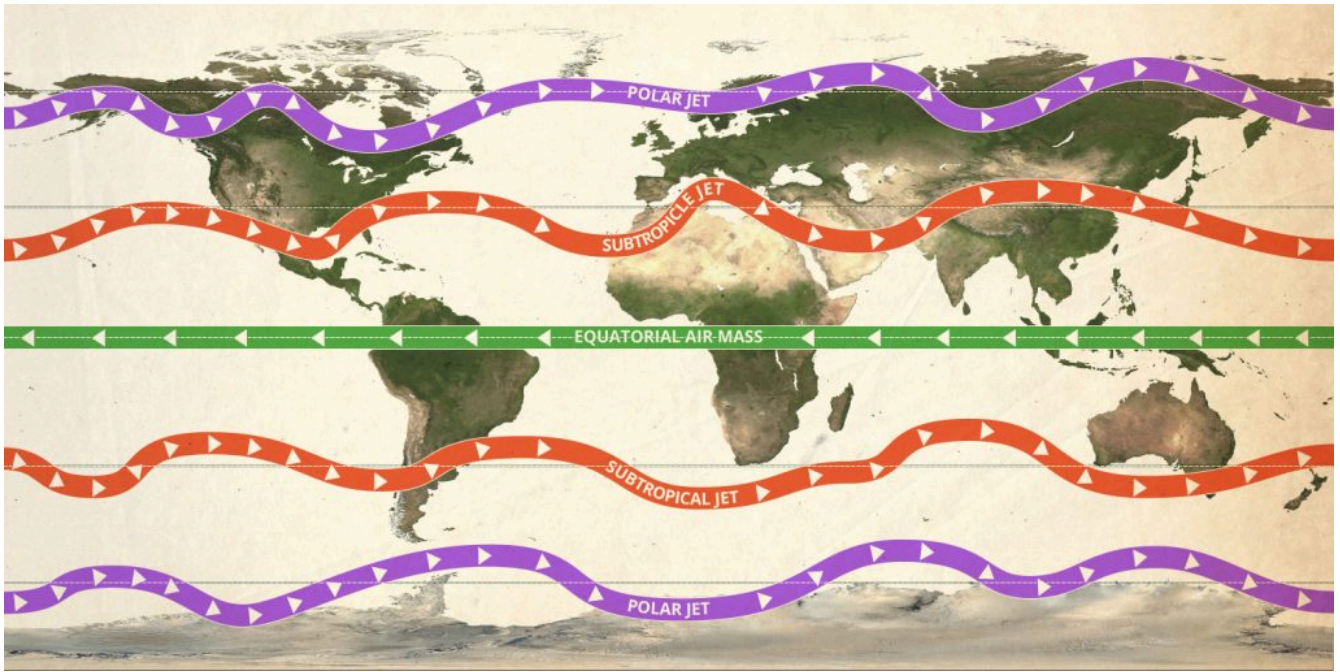 POLAR JET
SUBTROPICLE JET
EQUATORIAL AIR MASS
SUBTROPICAL JET
POLAR JET